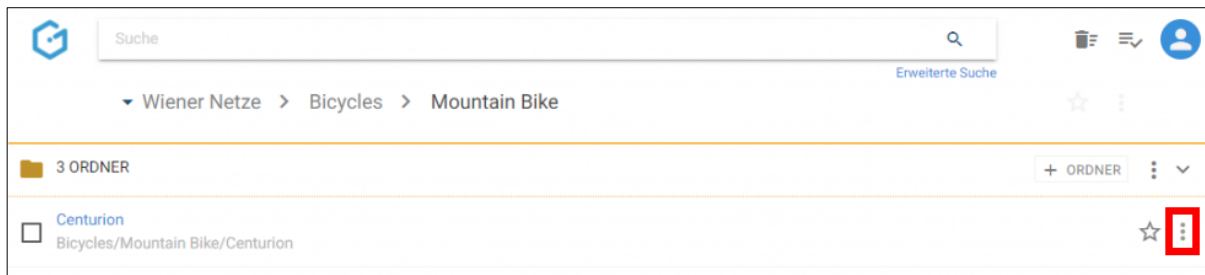 Suche
Erweiterte Suche
Wiener Netze > Bicycles > Mountain Bike
3 ORDNER + ORDNER
Centurion
Bicycles/Mountain Bike/Centurion